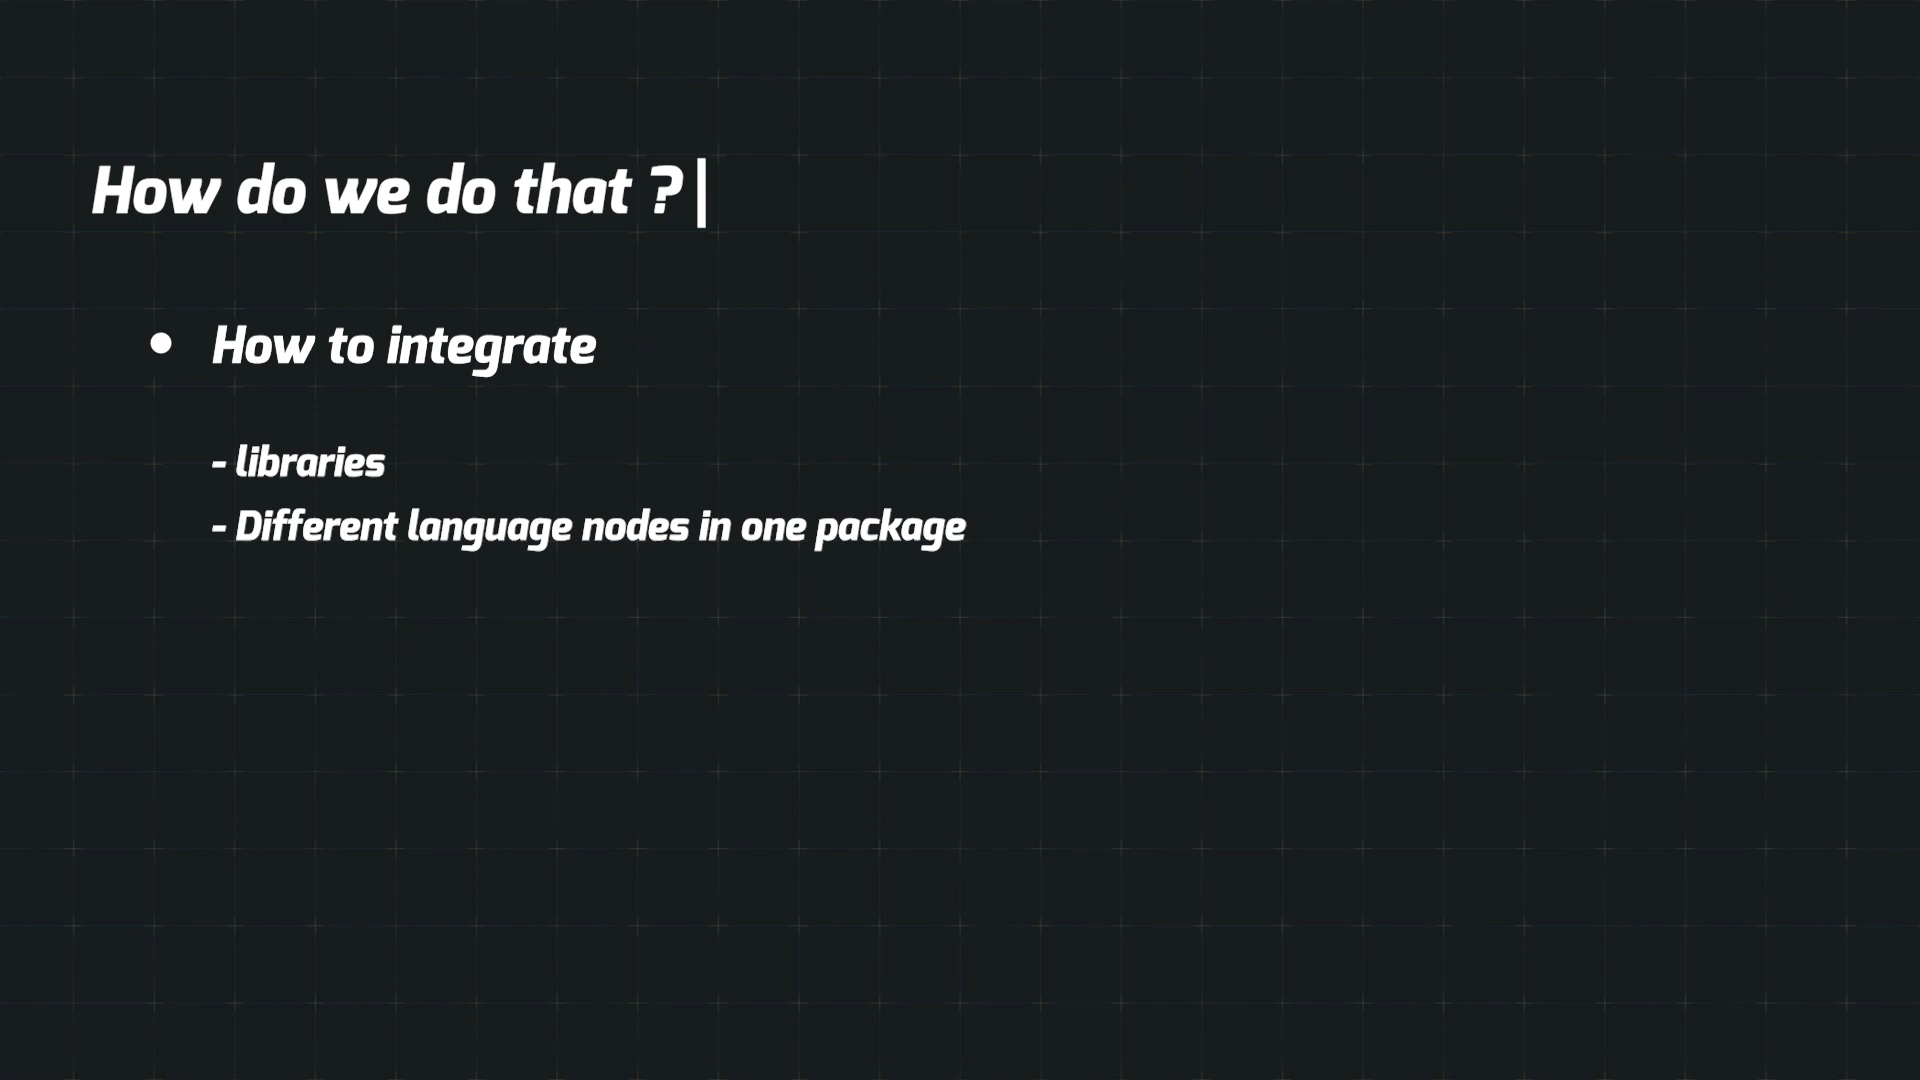 How do we do that ?
• How to integrate
- libraries
- Different language nodes in one package